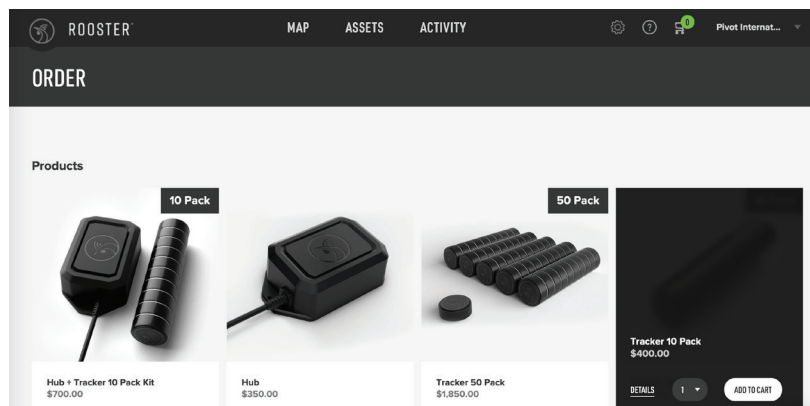 ROOSTER
MAP
ASSETS
ACTIVITY
0
Pivot Internat...
ORDER
Products
10 Pack
50 Pack
Hub + Tracker 10 Pack Kit
$700.00
Hub
$350.00
Tracker 50 Pack
$1,850.00
Tracker 10 Pack
$400.00
DETAILS
1
ADD TO CART